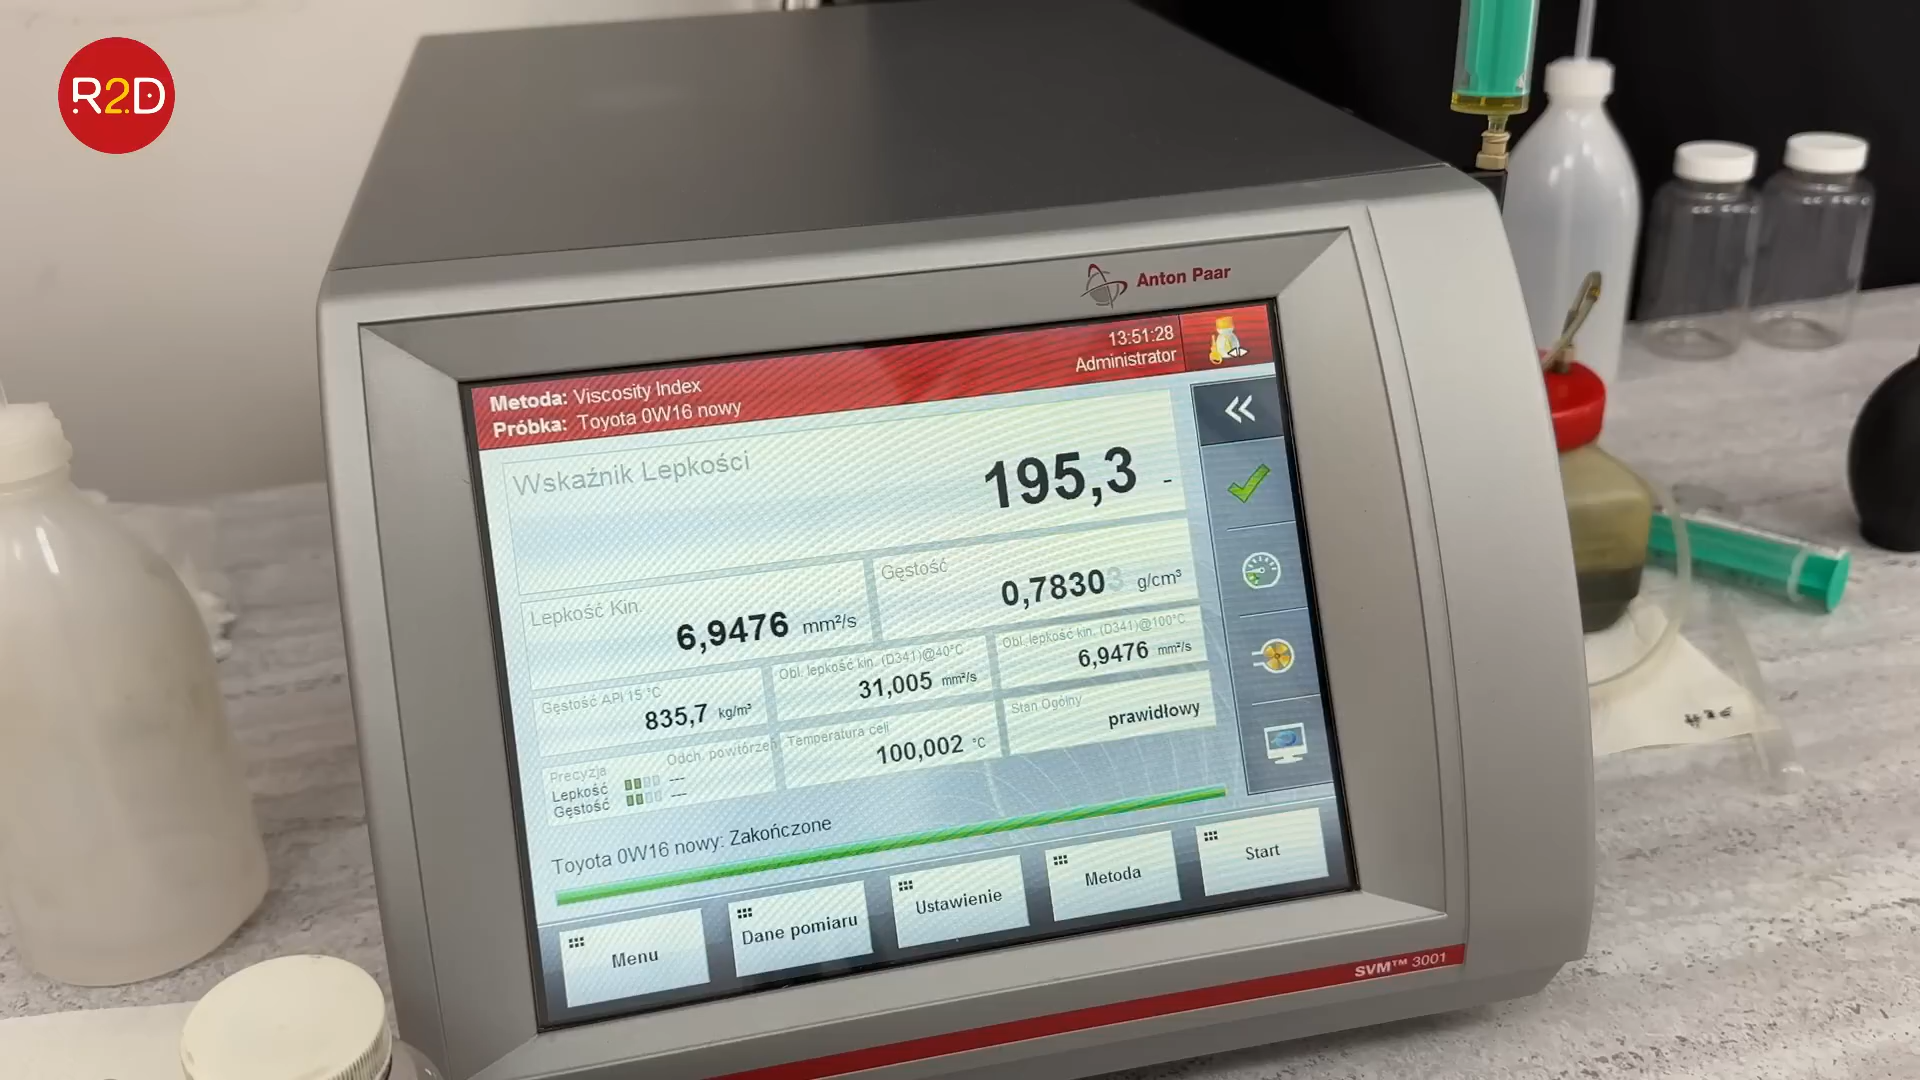 R2D
Anton Paar
13:51:28
Administrator
Metoda: Viscosity Index
Próbka: Toyota 0W16 nowy
Wskaźnik Lepkości
195,3 -
Lepkość Kin.
6,9476 mm²/s
Gęstość
0,78303 g/cm³
Gęstość API 15 °C
835,7 kg/m³
Obl. lepkość kin. (D341)@40°C
31,005 mm²/s
Obl. lepkość kin. (D341)@100°C
6,9476 mm²/s
Precyzja
Odch. powtórzeń
Lepkość ---
Gęstość ---
Temperatura celi
100,002 °C
Stan Ogólny
prawidłowy
Toyota 0W16 nowy: Zakończone
Menu
Dane pomiaru
Ustawienie
Metoda
Start
SVM™ 3001